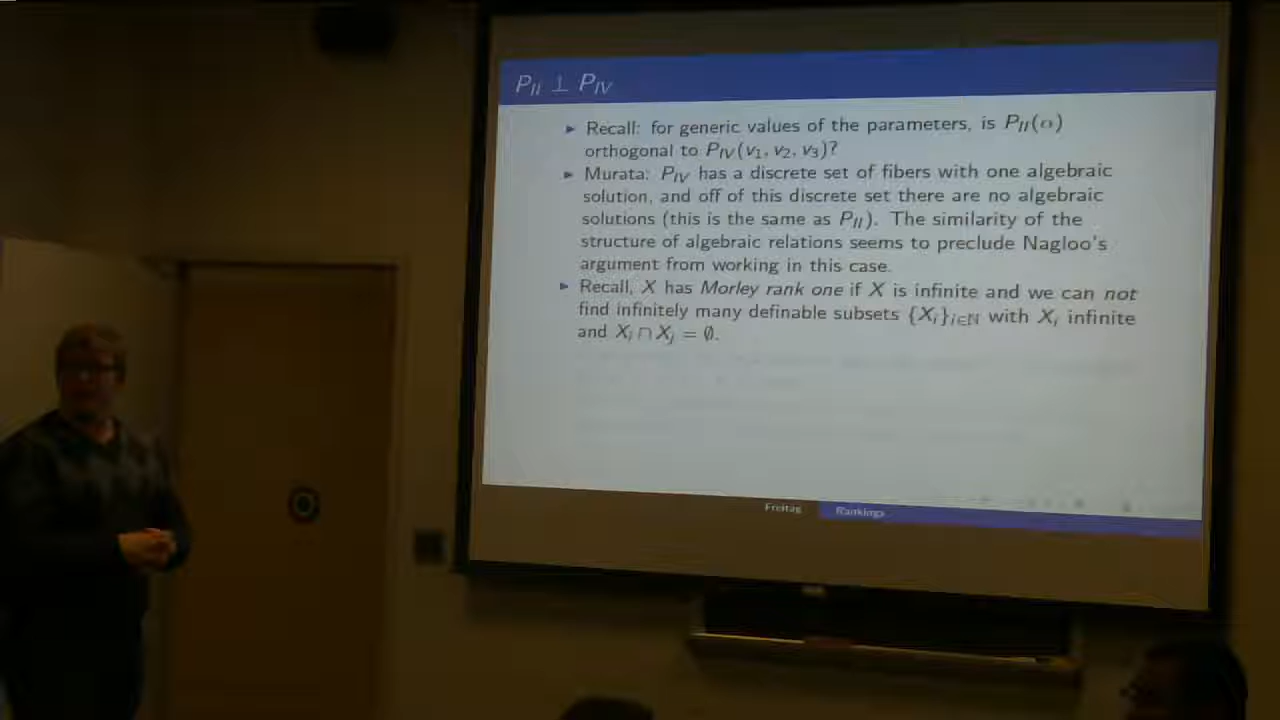 P_II ⊥ P_IV
▶ Recall: for generic values of the parameters, is P_II(α)
orthogonal to P_IV(v_1, v_2, v_3)?
▶ Murata: P_IV has a discrete set of fibers with one algebraic
solution, and off of this discrete set there are no algebraic
solutions (this is the same as P_II). The similarity of the
structure of algebraic relations seems to preclude Nagloo's
argument from working in this case.
▶ Recall, X has Morley rank one if X is infinite and we can not
find infinitely many definable subsets {X_i}_{i∈ℕ} with X_i infinite
and X_i ∩ X_j = ∅.
Freitag Rankings